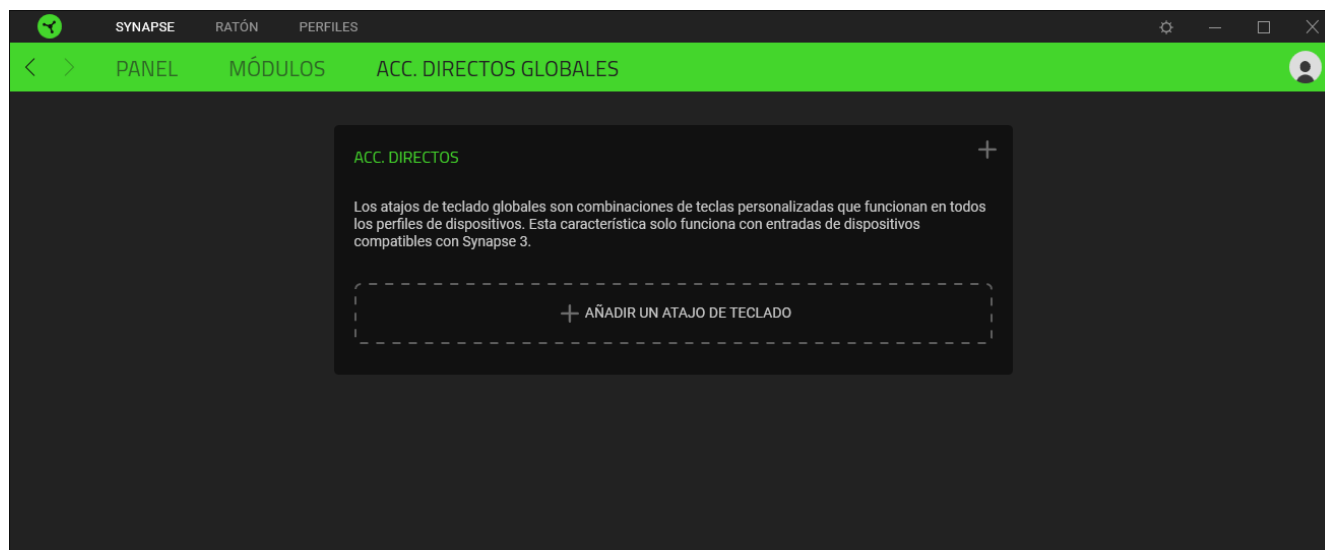 SYNAPSE RATÓN PERFILES
PANEL MÓDULOS ACC. DIRECTOS GLOBALES
ACC. DIRECTOS
Los atajos de teclado globales son combinaciones de teclas personalizadas que funcionan en todos
los perfiles de dispositivos. Esta característica solo funciona con entradas de dispositivos
compatibles con Synapse 3.
AÑADIR UN ATAJO DE TECLADO